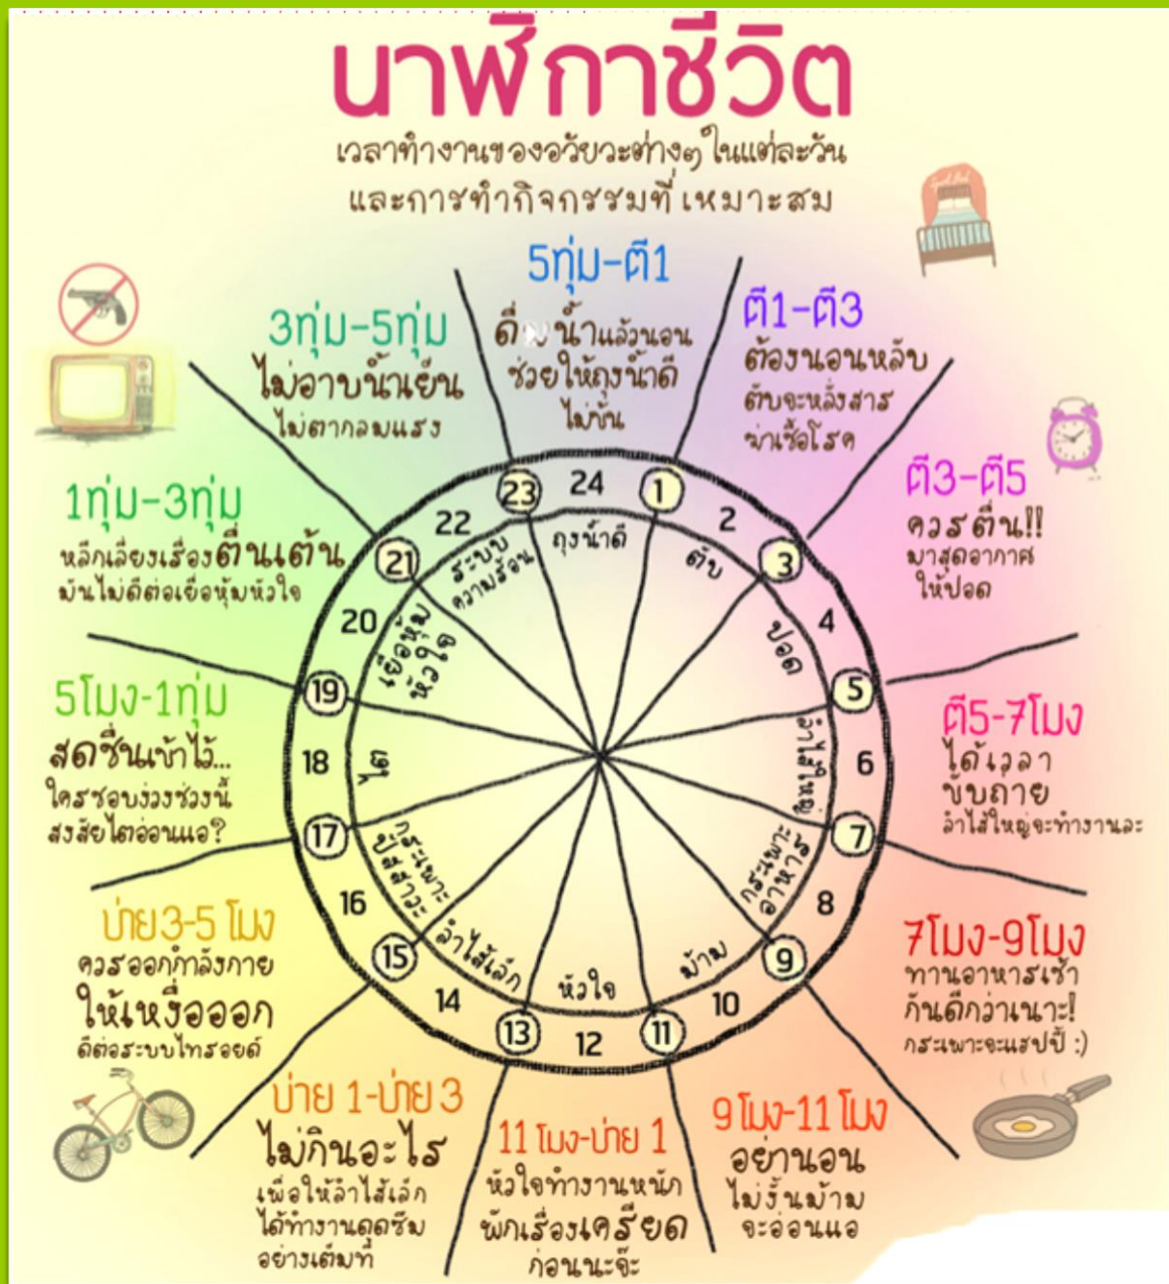 นาฬิกาชีวิต
เวลาทำงานของอวัยวะต่างๆ ในแต่ละวัน
และการทำกิจกรรมที่ เหมาะสม
Good Bed
5ทุ่ม-ตี1
ดื่ม น้ำแล้วนอน
ช่วยให้ถุงน้ำดี
ไม่ข้น
ตี1-ตี3
ต้องนอนหลับ
ตับจะหลั่งสาร
ฆ่าเชื้อโรค
ตี3-ตี5
ควรตื่น!!
มาสูดอากาศ
ให้ปอด
ตี5-7โมง
ได้เวลา
ขับถ่าย
ลำไส้ใหญ่จะทำงานละ
7โมง-9โมง
ทานอาหารเช้า
กันดีกว่าเนาะ!
กระเพาะจะแฮปปี้ :)
9โมง-11โมง
อย่านอน
ไม่งั้นม้าม
จะอ่อนแอ
11โมง-บ่าย 1
หัวใจทำงานหนัก
พักเรื่องเครียด
ก่อนนะจ๊ะ
บ่าย 1-บ่าย 3
ไม่กินอะไร
เพื่อให้ลำไส้เล็ก
ได้ทำงานดูดซึม
อย่างเต็มที่
บ่าย3-5 โมง
ควรออกกำลังกาย
ให้เหงื่อออก
ดีต่อระบบไทรอยด์
5โมง-1ทุ่ม
สดชื่นเข้าไว้...
ใครชอบง่วงช่วงนี้
สงสัยไตอ่อนแอ?
1ทุ่ม-3ทุ่ม
หลีกเลี่ยงเรื่องตื่นเต้น
มันไม่ดีต่อเยื่อหุ้มหัวใจ
3ทุ่ม-5ทุ่ม
ไม่อาบน้ำเย็น
ไม่ตากลมแรง
24
1
2
3
4
5
6
7
8
9
10
11
12
13
14
15
16
17
18
19
20
21
22
23
ถุงน้ำดี
ตับ
ปอด
ลำไส้ใหญ่
กระเพาะ
อาหาร
ม้าม
หัวใจ
ลำไส้เล็ก
กระเพาะ
ปัสสาวะ
ไต
เยื่อหุ้ม
หัวใจ
ระบบ
ความร้อน